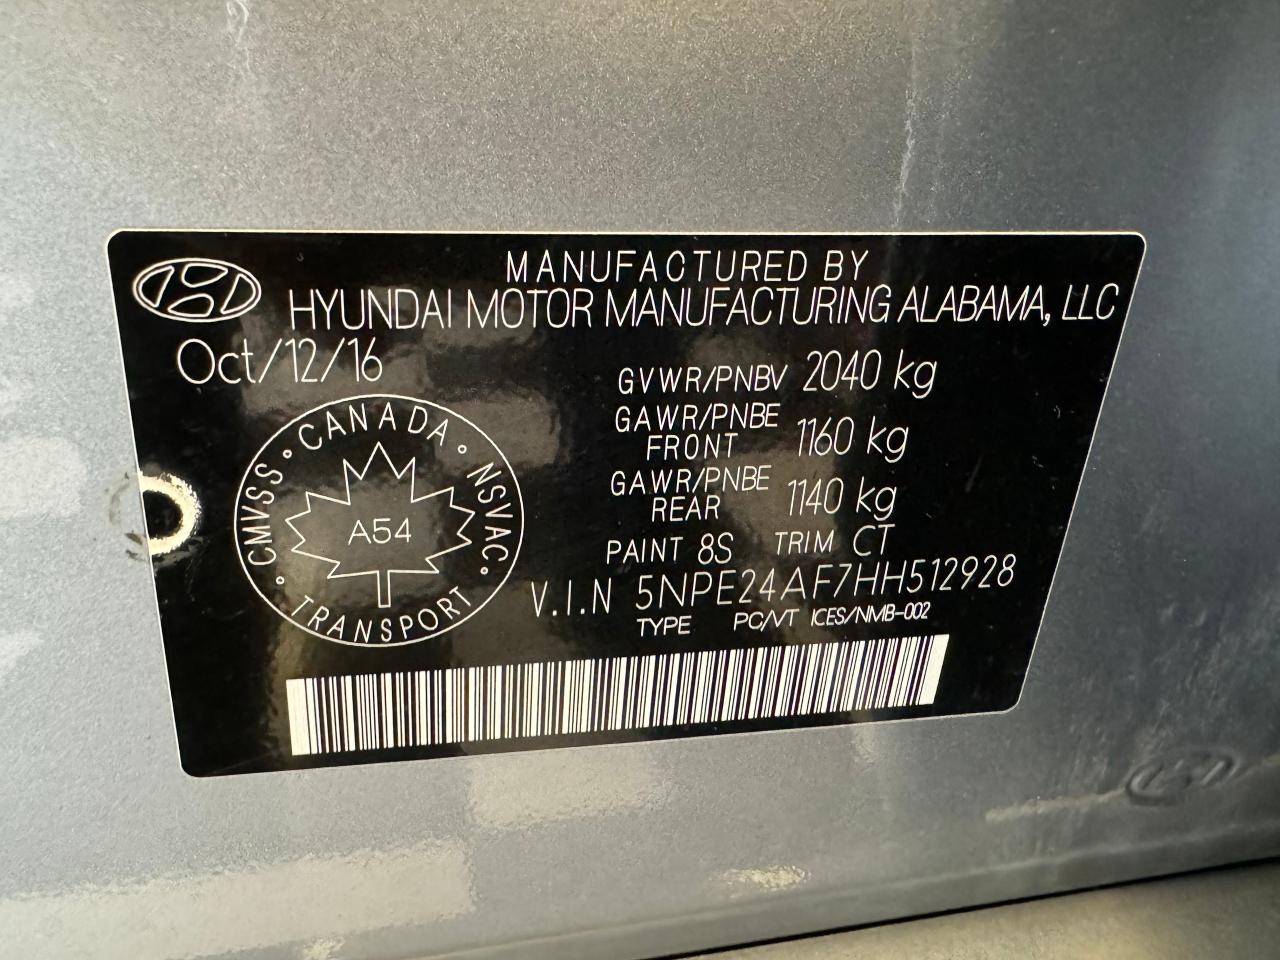 MANUFACTURED BY
HYUNDAI MOTOR MANUFACTURING ALABAMA, LLC
Oct/12/16
GVWR/PNBV 2040 kg
GAWR/PNBE FRONT 1160 kg
GAWR/PNBE REAR 1140 kg
PAINT 8S TRIM CT
V.I.N 5NPE24AF7HH512928
TYPE PC/VT ICES/NMB-002
CANADA
CMVSS • NSVAC
A54
TRANSPORT